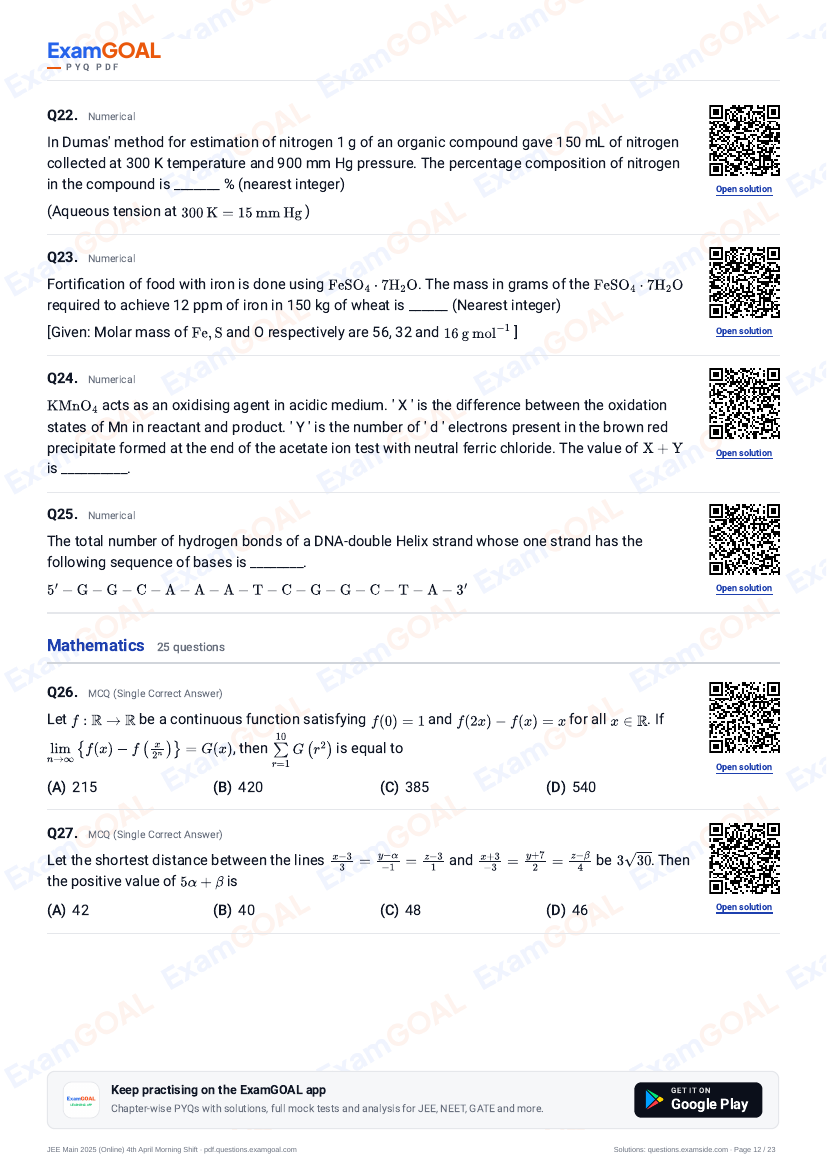 ExamGOAL
PYQ PDF
Q22. Numerical
In Dumas' method for estimation of nitrogen 1 g of an organic compound gave 150 mL of nitrogen
collected at 300 K temperature and 900 mm Hg pressure. The percentage composition of nitrogen
in the compound is _______ % (nearest integer)
(Aqueous tension at 300 K = 15 mm Hg )
Open solution
Q23. Numerical
Fortification of food with iron is done using FeSO₄ · 7H₂O. The mass in grams of the FeSO₄ · 7H₂O
required to achieve 12 ppm of iron in 150 kg of wheat is ______ (Nearest integer)
[Given: Molar mass of Fe, S and O respectively are 56, 32 and 16 g mol⁻¹ ]
Open solution
Q24. Numerical
KMnO₄ acts as an oxidising agent in acidic medium. ' X ' is the difference between the oxidation
states of Mn in reactant and product. ' Y ' is the number of ' d ' electrons present in the brown red
precipitate formed at the end of the acetate ion test with neutral ferric chloride. The value of X + Y
is __________.
Open solution
Q25. Numerical
The total number of hydrogen bonds of a DNA-double Helix strand whose one strand has the
following sequence of bases is ________.
5′ − G − G − C − A − A − A − T − C − G − G − C − T − A − 3′
Open solution
Mathematics 25 questions
Q26. MCQ (Single Correct Answer)
Let f : ℝ → ℝ be a continuous function satisfying f(0) = 1 and f(2x) − f(x) = x for all x ∈ ℝ. If
lim n→∞ {f(x) − f(x/2ⁿ)} = G(x), then ∑ r=1 10 G(r²) is equal to
(A) 215 (B) 420 (C) 385 (D) 540
Open solution
Q27. MCQ (Single Correct Answer)
Let the shortest distance between the lines (x−3)/3 = (y−α)/−1 = (z−3)/1 and (x+3)/−3 = (y+7)/2 = (z−β)/4 be 3√30. Then
the positive value of 5α + β is
(A) 42 (B) 40 (C) 48 (D) 46
Open solution
Keep practising on the ExamGOAL app
Chapter-wise PYQs with solutions, full mock tests and analysis for JEE, NEET, GATE and more.
GET IT ON
Google Play
JEE Main 2025 (Online) 4th April Morning Shift · pdf.questions.examgoal.com
Solutions: questions.examside.com · Page 12 / 23